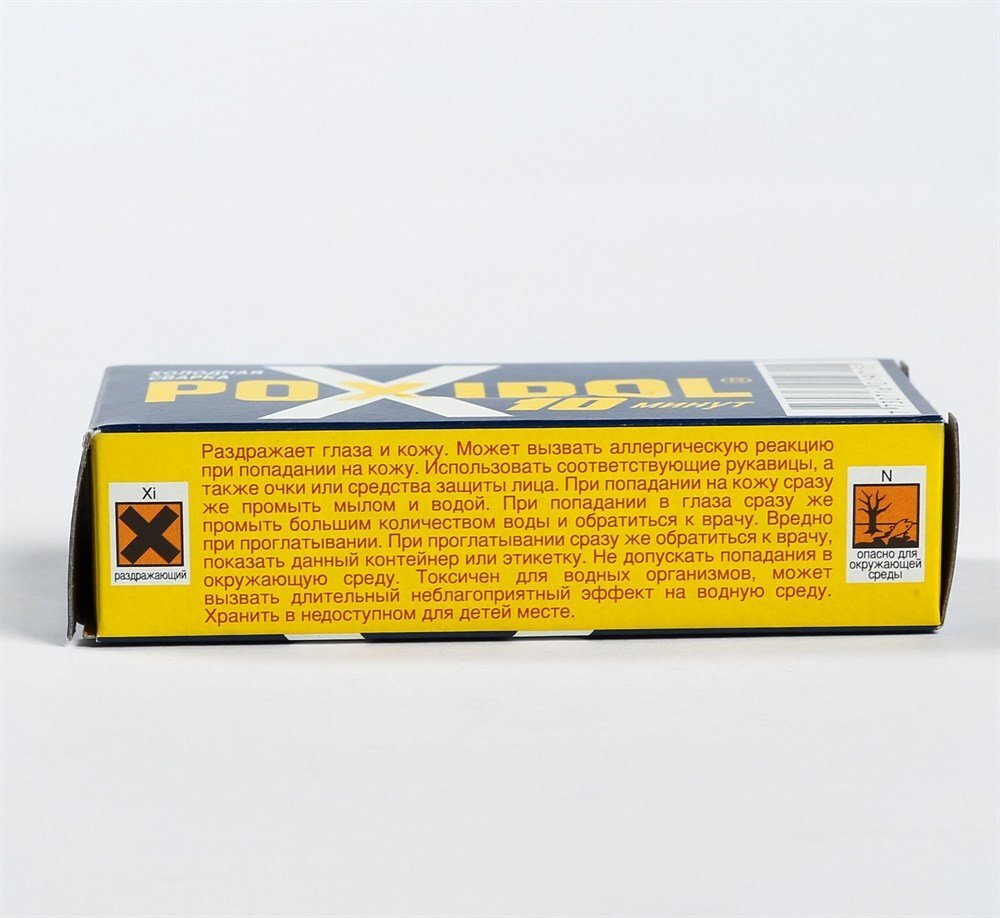 ХОЛОДНАЯ
СВАРКА
POXIPOL
10 МИНУТ
Раздражает глаза и кожу. Может вызвать аллергическую реакцию
при попадании на кожу. Использовать соответствующие рукавицы, а
также очки или средства защиты лица. При попадании на кожу сразу
же промыть мылом и водой. При попадании в глаза сразу же
промыть большим количеством воды и обратиться к врачу. Вредно
при проглатывании. При проглатывании сразу же обратиться к врачу,
показать данный контейнер или этикетку. Не допускать попадания в
окружающую среду. Токсичен для водных организмов, может
вызвать длительный неблагоприятный эффект на водную среду.
Хранить в недоступном для детей месте.
Xi
раздражающий
N
опасно для
окружающей
среды